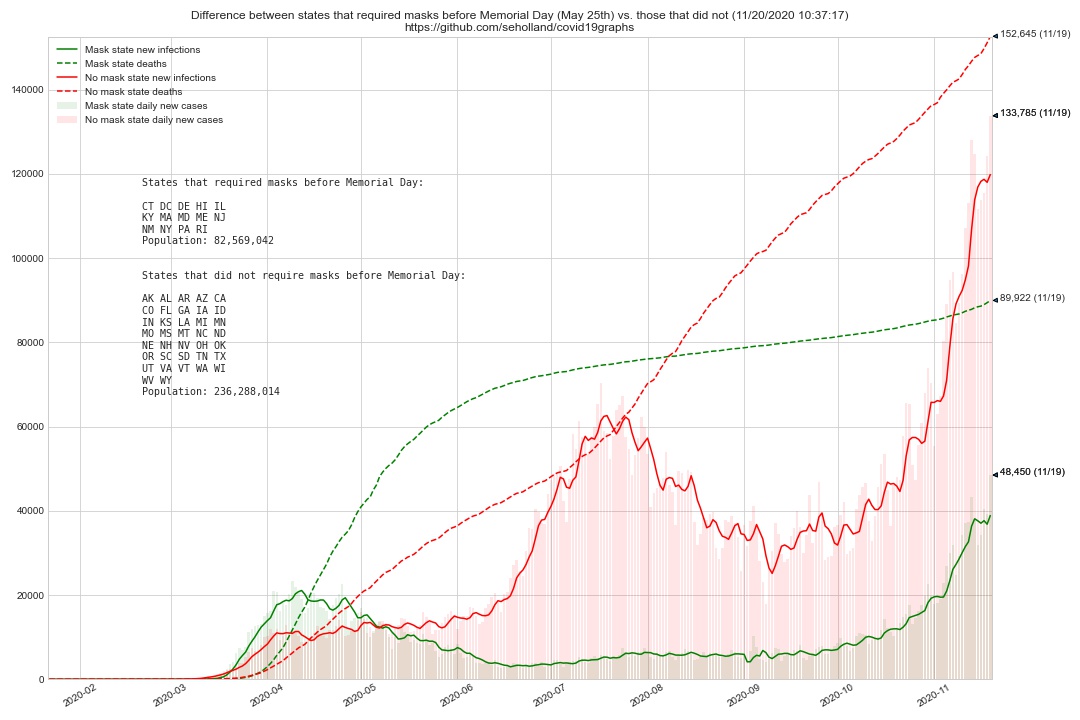 Difference between states that required masks before Memorial Day (May 25th) vs. those that did not (11/20/2020 10:37:17)
https://github.com/seholland/covid19graphs
Mask state new infections
Mask state deaths
No mask state new infections
No mask state deaths
Mask state daily new cases
No mask state daily new cases
States that required masks before Memorial Day:
CT DC DE HI IL
KY MA MD ME NJ
NM NY PA RI
Population: 82,569,042
States that did not require masks before Memorial Day:
AK AL AR AZ CA
CO FL GA IA ID
IN KS LA MI MN
MO MS MT NC ND
NE NH NV OH OK
OR SC SD TN TX
UT VA VT WA WI
WV WY
Population: 236,288,014
152,645 (11/19)
133,785 (11/19)
89,922 (11/19)
48,450 (11/19)
140000
120000
100000
80000
60000
40000
20000
0
2020-02
2020-03
2020-04
2020-05
2020-06
2020-07
2020-08
2020-09
2020-10
2020-11